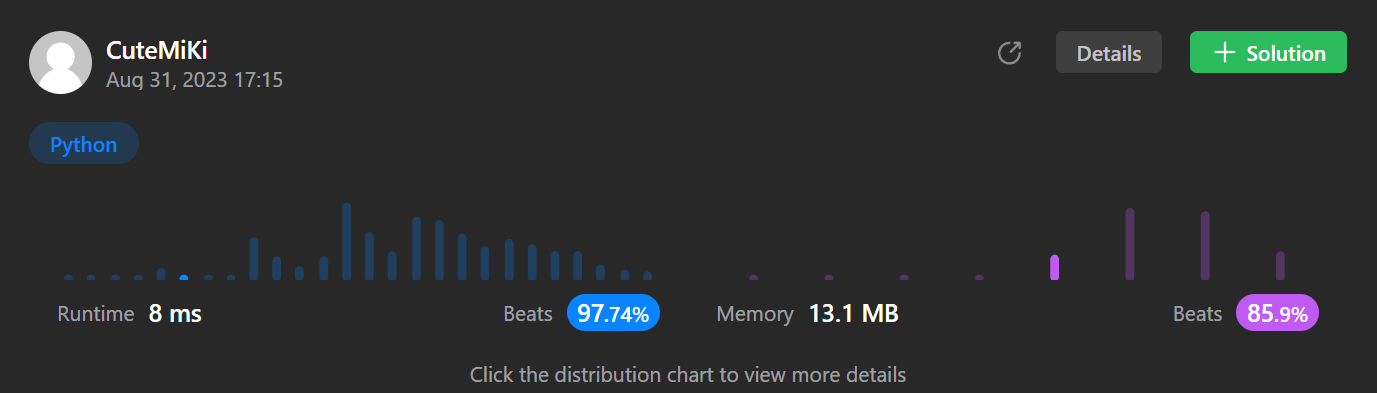 CuteMiKi
Aug 31, 2023 17:15
Details
Solution
Python
Runtime 8 ms Beats 97.74% Memory 13.1 MB Beats 85.9%
Click the distribution chart to view more details